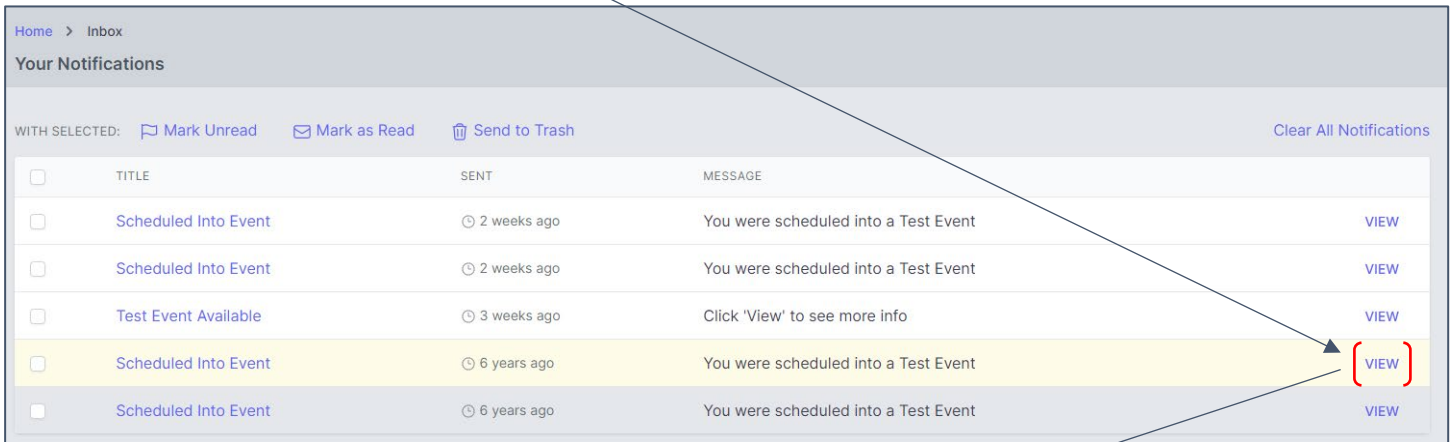 Home > Inbox
Your Notifications
WITH SELECTED: Mark Unread Mark as Read Send to Trash Clear All Notifications
TITLE SENT MESSAGE
Scheduled Into Event 2 weeks ago You were scheduled into a Test Event VIEW
Scheduled Into Event 2 weeks ago You were scheduled into a Test Event VIEW
Test Event Available 3 weeks ago Click 'View' to see more info VIEW
Scheduled Into Event 6 years ago You were scheduled into a Test Event VIEW
Scheduled Into Event 6 years ago You were scheduled into a Test Event VIEW